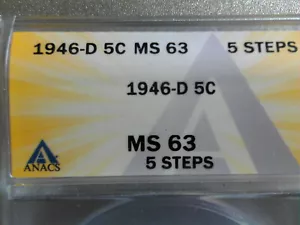 1946-D 5C MS 63 5 STEPS
1946-D 5C
MS 63
5 STEPS
ANACS